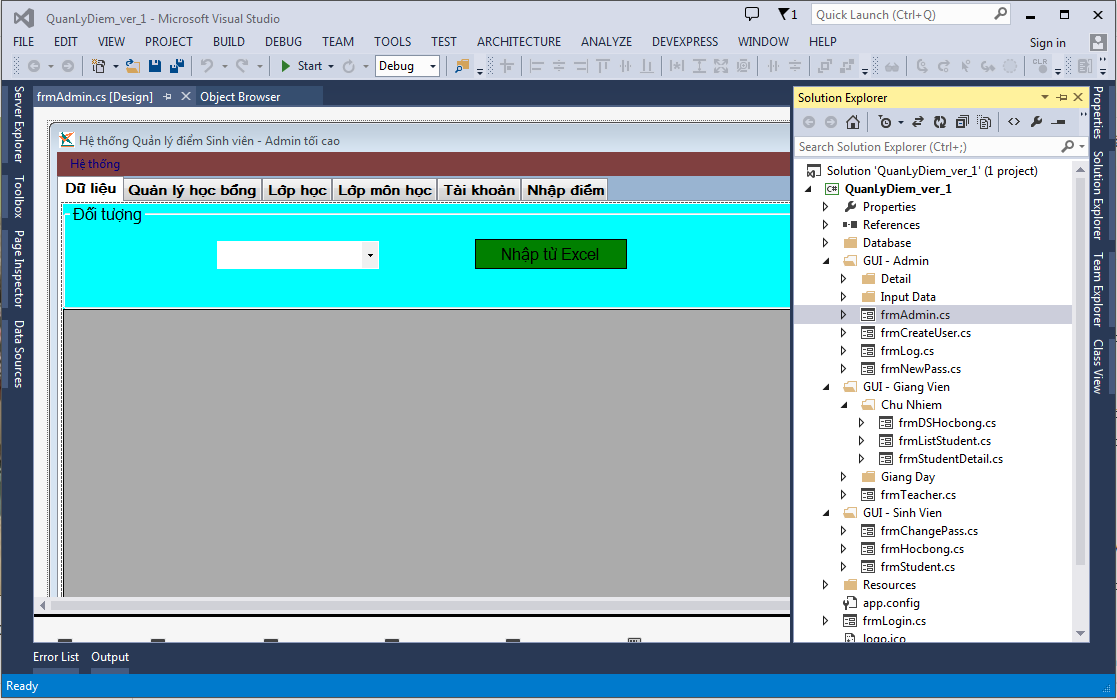 QuanLyDiem_ver_1 - Microsoft Visual Studio
1
Quick Launch (Ctrl+Q)
FILE EDIT VIEW PROJECT BUILD DEBUG TEAM TOOLS TEST ARCHITECTURE ANALYZE DEVEXPRESS WINDOW HELP
Sign in
Start
Debug
CLR
Server Explorer
Toolbox
Page Inspector
Data Sources
frmAdmin.cs [Design]
Object Browser
Hệ thống Quản lý điểm Sinh viên - Admin tối cao
Hệ thống
Dữ liệu Quản lý học bổng Lớp học Lớp môn học Tài khoản Nhập điểm
Đối tượng
Nhập từ Excel
Solution Explorer
Search Solution Explorer (Ctrl+;)
Solution 'QuanLyDiem_ver_1' (1 project)
QuanLyDiem_ver_1
Properties
References
Database
GUI - Admin
Detail
Input Data
frmAdmin.cs
frmCreateUser.cs
frmLog.cs
frmNewPass.cs
GUI - Giang Vien
Chu Nhiem
frmDSHocbong.cs
frmListStudent.cs
frmStudentDetail.cs
Giang Day
frmTeacher.cs
GUI - Sinh Vien
frmChangePass.cs
frmHocbong.cs
frmStudent.cs
Resources
app.config
frmLogin.cs
logo.ico
Properties
Solution Explorer
Team Explorer
Class View
Error List Output
Ready